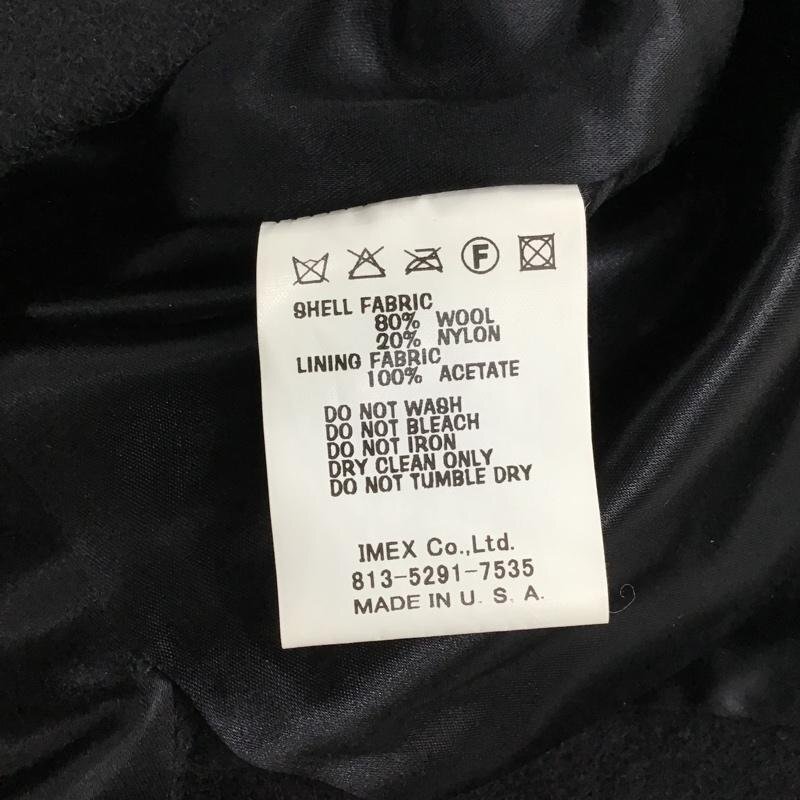 F
SHELL FABRIC
80% WOOL
20% NYLON
LINING FABRIC
100% ACETATE
DO NOT WASH
DO NOT BLEACH
DO NOT IRON
DRY CLEAN ONLY
DO NOT TUMBLE DRY
IMEX Co.,Ltd.
813-5291-7535
MADE IN U. S. A.